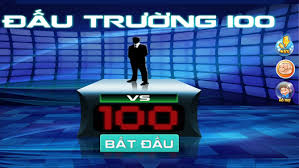 ĐẤU TRƯỜNG 100
VS
100
BẮT ĐẦU